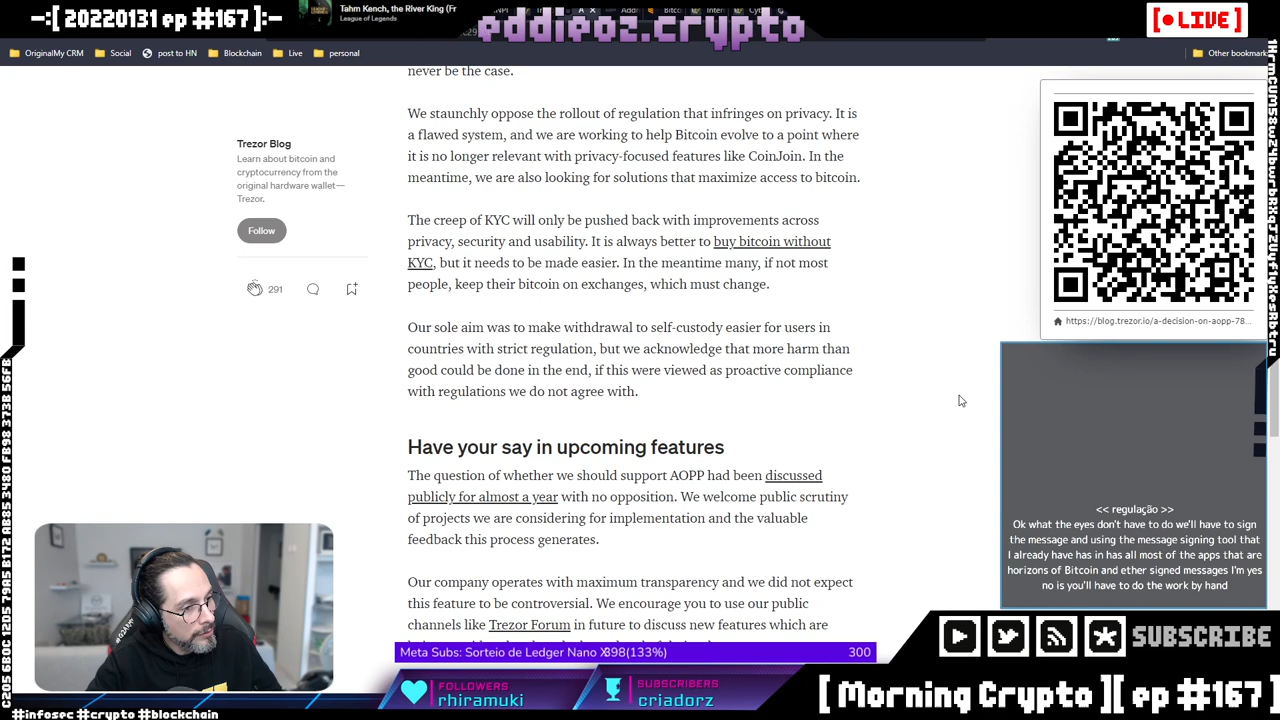 -:[ 20220131 ep #167]:-
Tahm Kench, the River King (Fr
League of Legends
eddieoz.crypto
[● LIVE]
OriginalMy CRM
Social
post to HN
Blockchain
Live
personal
Other bookmark
never be the case.
We staunchly oppose the rollout of regulation that infringes on privacy. It is
a flawed system, and we are working to help Bitcoin evolve to a point where
it is no longer relevant with privacy-focused features like CoinJoin. In the
meantime, we are also looking for solutions that maximize access to bitcoin.
The creep of KYC will only be pushed back with improvements across
privacy, security and usability. It is always better to buy bitcoin without
KYC, but it needs to be made easier. In the meantime many, if not most
people, keep their bitcoin on exchanges, which must change.
Our sole aim was to make withdrawal to self-custody easier for users in
countries with strict regulation, but we acknowledge that more harm than
good could be done in the end, if this were viewed as proactive compliance
with regulations we do not agree with.
Have your say in upcoming features
The question of whether we should support AOPP had been discussed
publicly for almost a year with no opposition. We welcome public scrutiny
of projects we are considering for implementation and the valuable
feedback this process generates.
Our company operates with maximum transparency and we did not expect
this feature to be controversial. We encourage you to use our public
channels like Trezor Forum in future to discuss new features which are
Trezor Blog
Learn about bitcoin and
cryptocurrency from the
original hardware wallet—
Trezor.
Follow
291
https://blog.trezor.io/a-decision-on-aopp-78...
<< regulação >>
Ok what the eyes don't have to do we'll have to sign
the message and using the message signing tool that
I already have has in has all most of the apps that are
horizons of Bitcoin and ether signed messages I'm yes
no is you'll have to do the work by hand
Meta Subs: Sorteio de Ledger Nano X
398(133%)
300
FOLLOWERS
rhiramuki
SUBSCRIBERS
criadorz
SUBSCRIBE
[ Morning Crypto ][ ep #167 ]
#infosec #crypto #blockchain